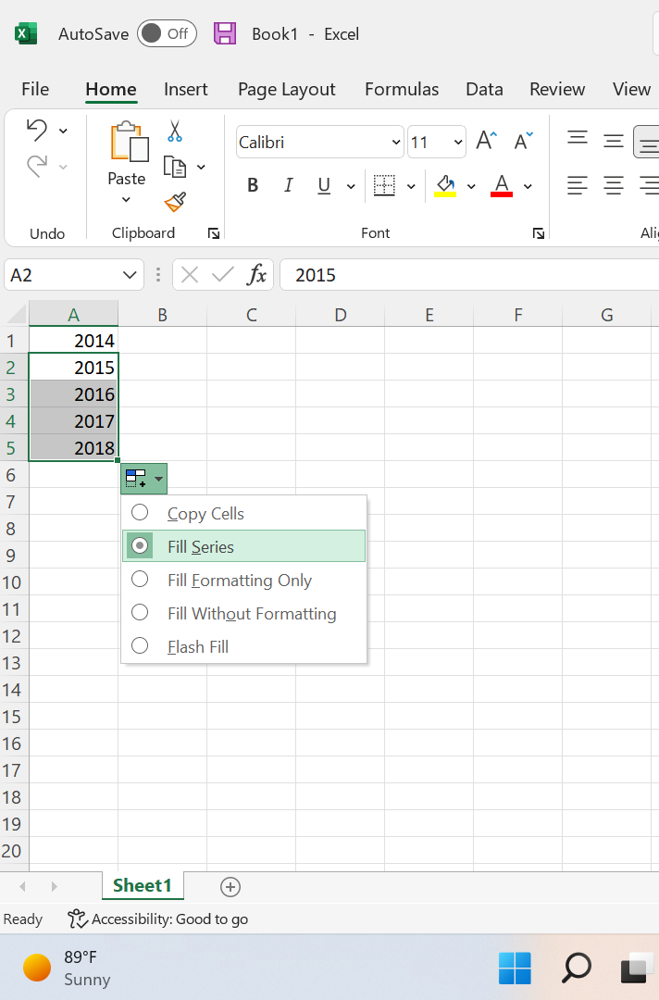 AutoSave Off Book1 - Excel
File Home Insert Page Layout Formulas Data Review View
Calibri 11 A A
Paste
B I U A
Undo Clipboard Font Alig
A2 fx 2015
A B C D E F G
1 2014
2 2015
3 2016
4 2017
5 2018
6
7
Copy Cells
8
Fill Series
9
10 Fill Formatting Only
11 Fill Without Formatting
12
Flash Fill
13
14
15
16
17
18
19
20
Sheet1
Ready Accessibility: Good to go
89°F
Sunny